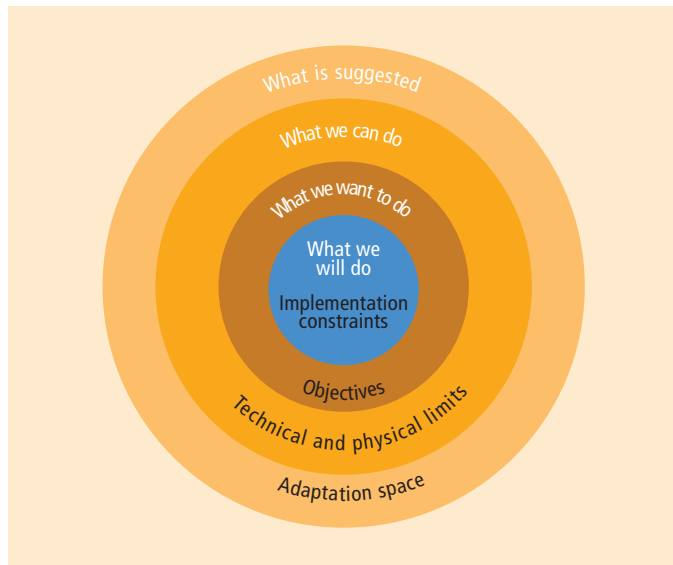 What is suggested
What we can do
What we want to do
What we
will do
Implementation
constraints
Objectives
Technical and physical limits
Adaptation space